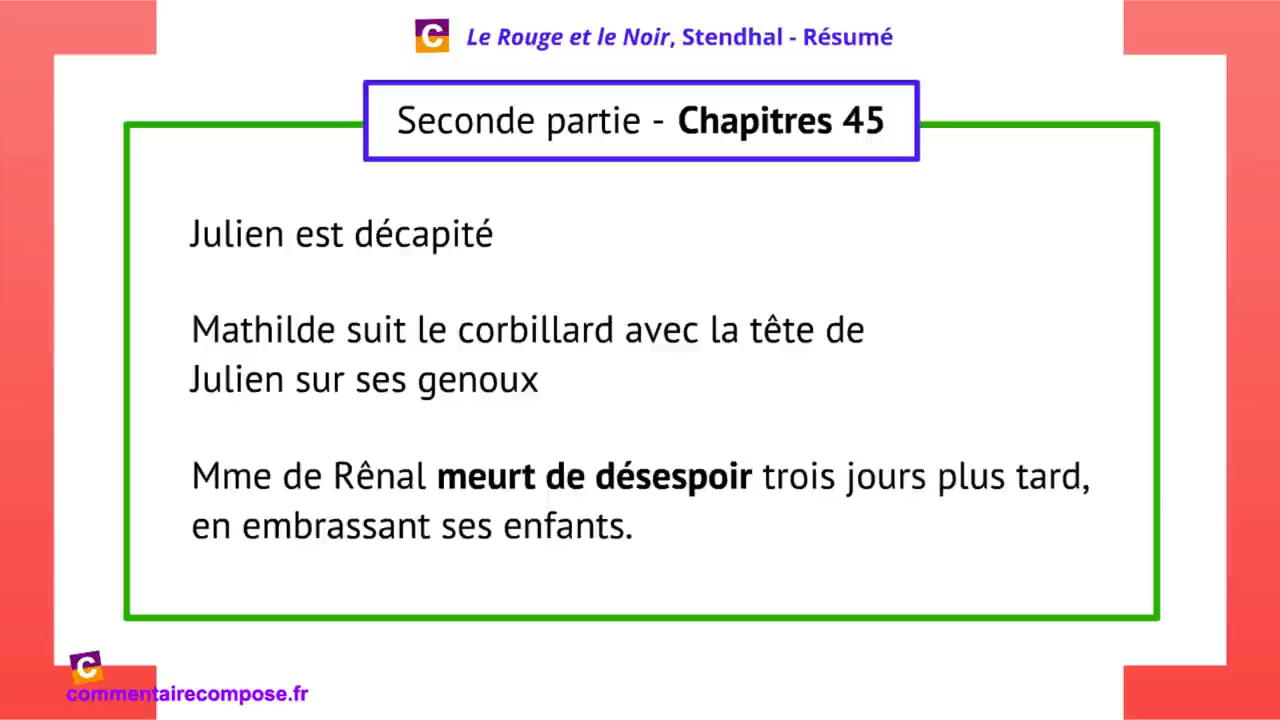 C Le Rouge et le Noir, Stendhal - Résumé
Seconde partie - Chapitres 45
Julien est décapité
Mathilde suit le corbillard avec la tête de
Julien sur ses genoux
Mme de Rênal meurt de désespoir trois jours plus tard,
en embrassant ses enfants.
C
commentairecompose.fr